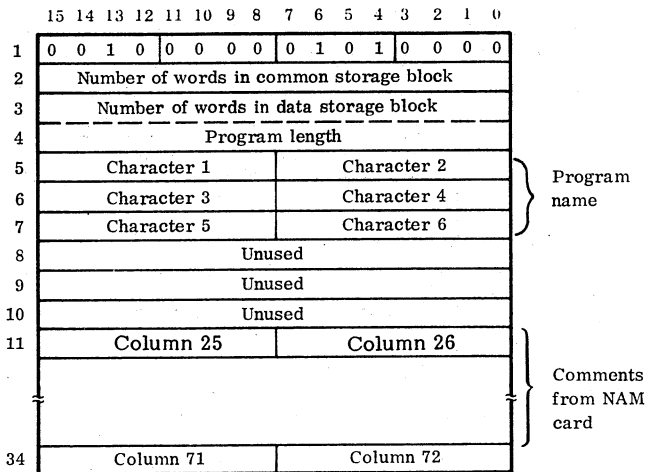 15 14 13 12 11 10 9 8 7 6 5 4 3 2 1 0
1 0 0 1 0 0 0 0 0 0 1 0 1 0 0 0 0
2 Number of words in common storage block
3 Number of words in data storage block
4 Program length
5 Character 1 Character 2
6 Character 3 Character 4
7 Character 5 Character 6
Program
name
8 Unused
9 Unused
10 Unused
11 Column 25 Column 26
Comments
from NAM
card
34 Column 71 Column 72